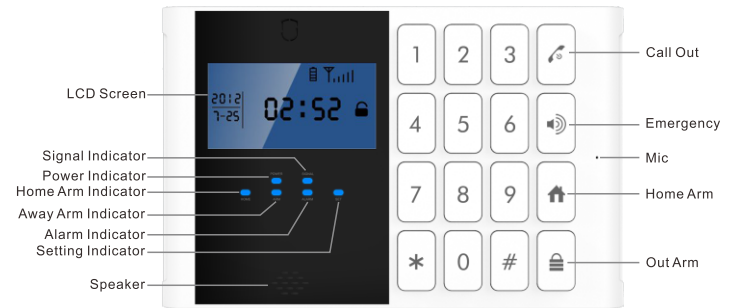 LCD Screen
2012
7-25
02:52
Signal Indicator
Power Indicator
Home Arm Indicator
Away Arm Indicator
Alarm Indicator
Setting Indicator
Speaker
1 2 3
4 5 6
7 8 9
* 0 #
Call Out
Emergency
Mic
Home Arm
Out Arm